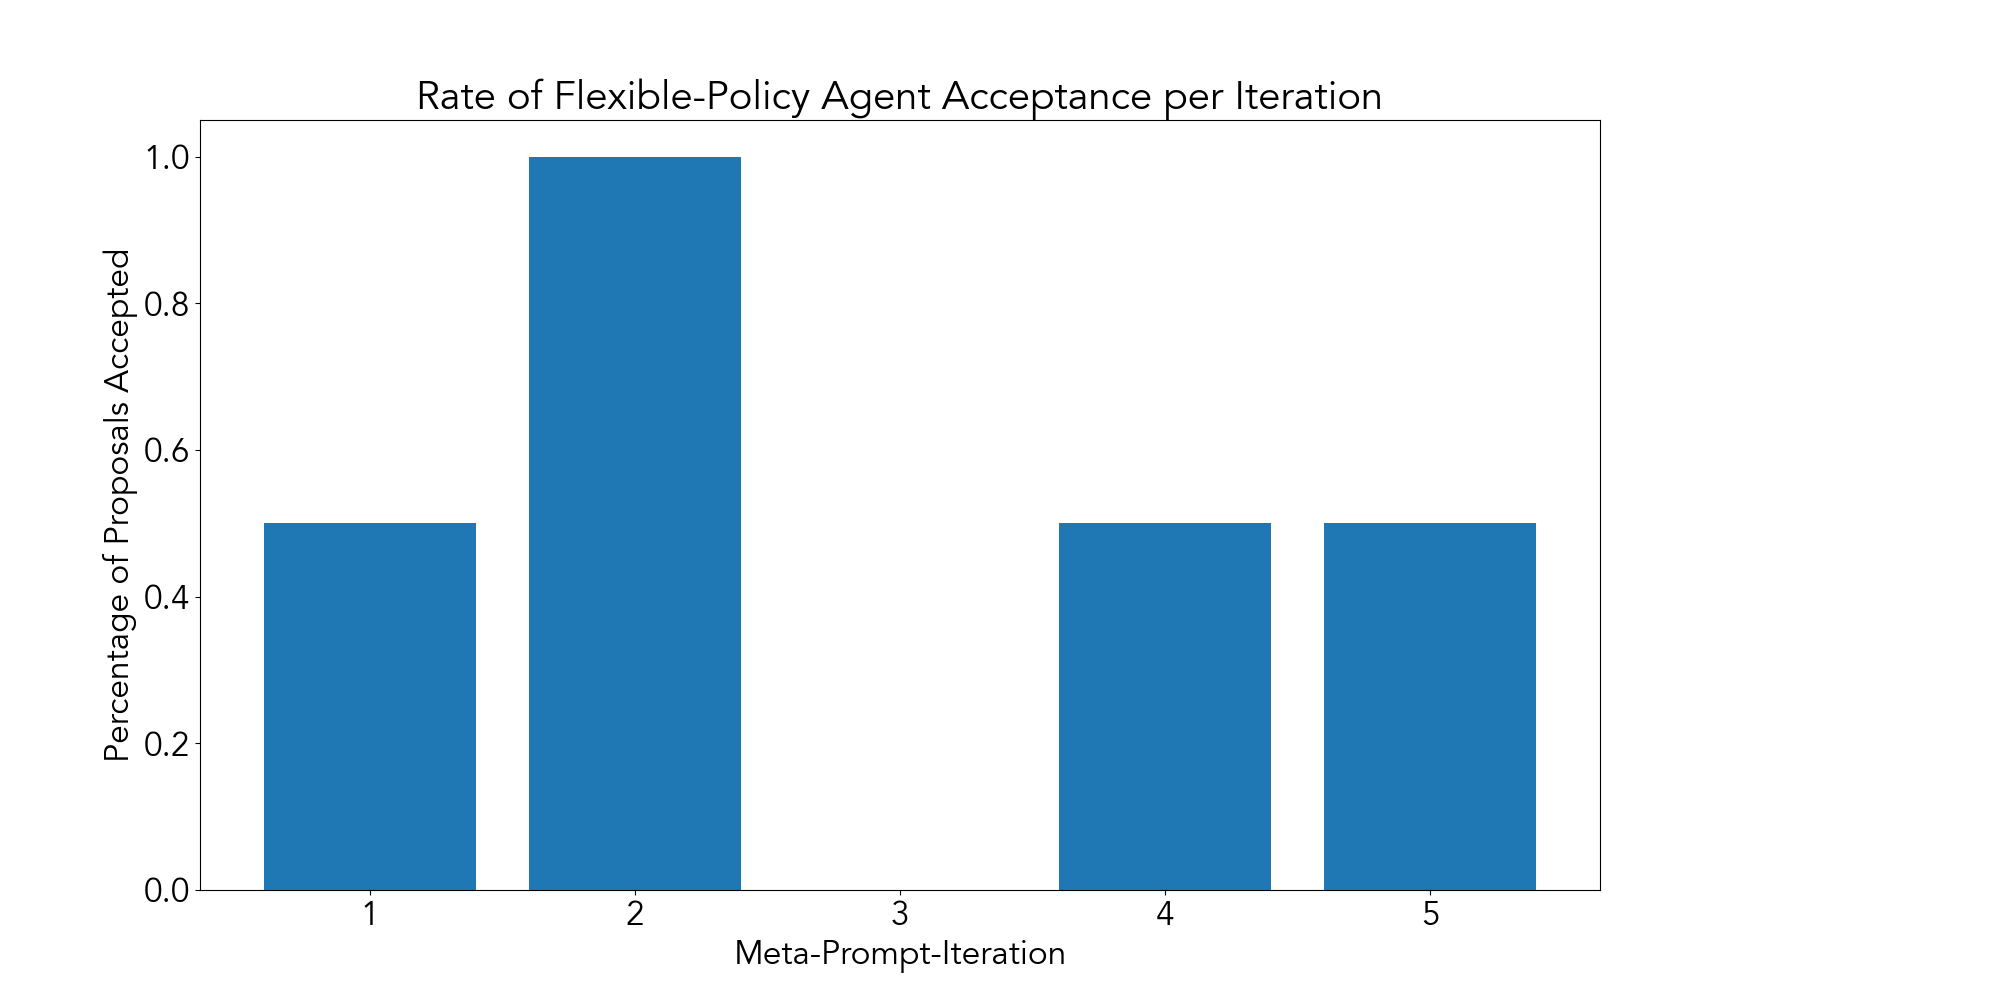 Rate of Flexible-Policy Agent Acceptance per Iteration
Percentage of Proposals Accepted
1.0
0.8
0.6
0.4
0.2
0.0
1 2 3 4 5
Meta-Prompt-Iteration